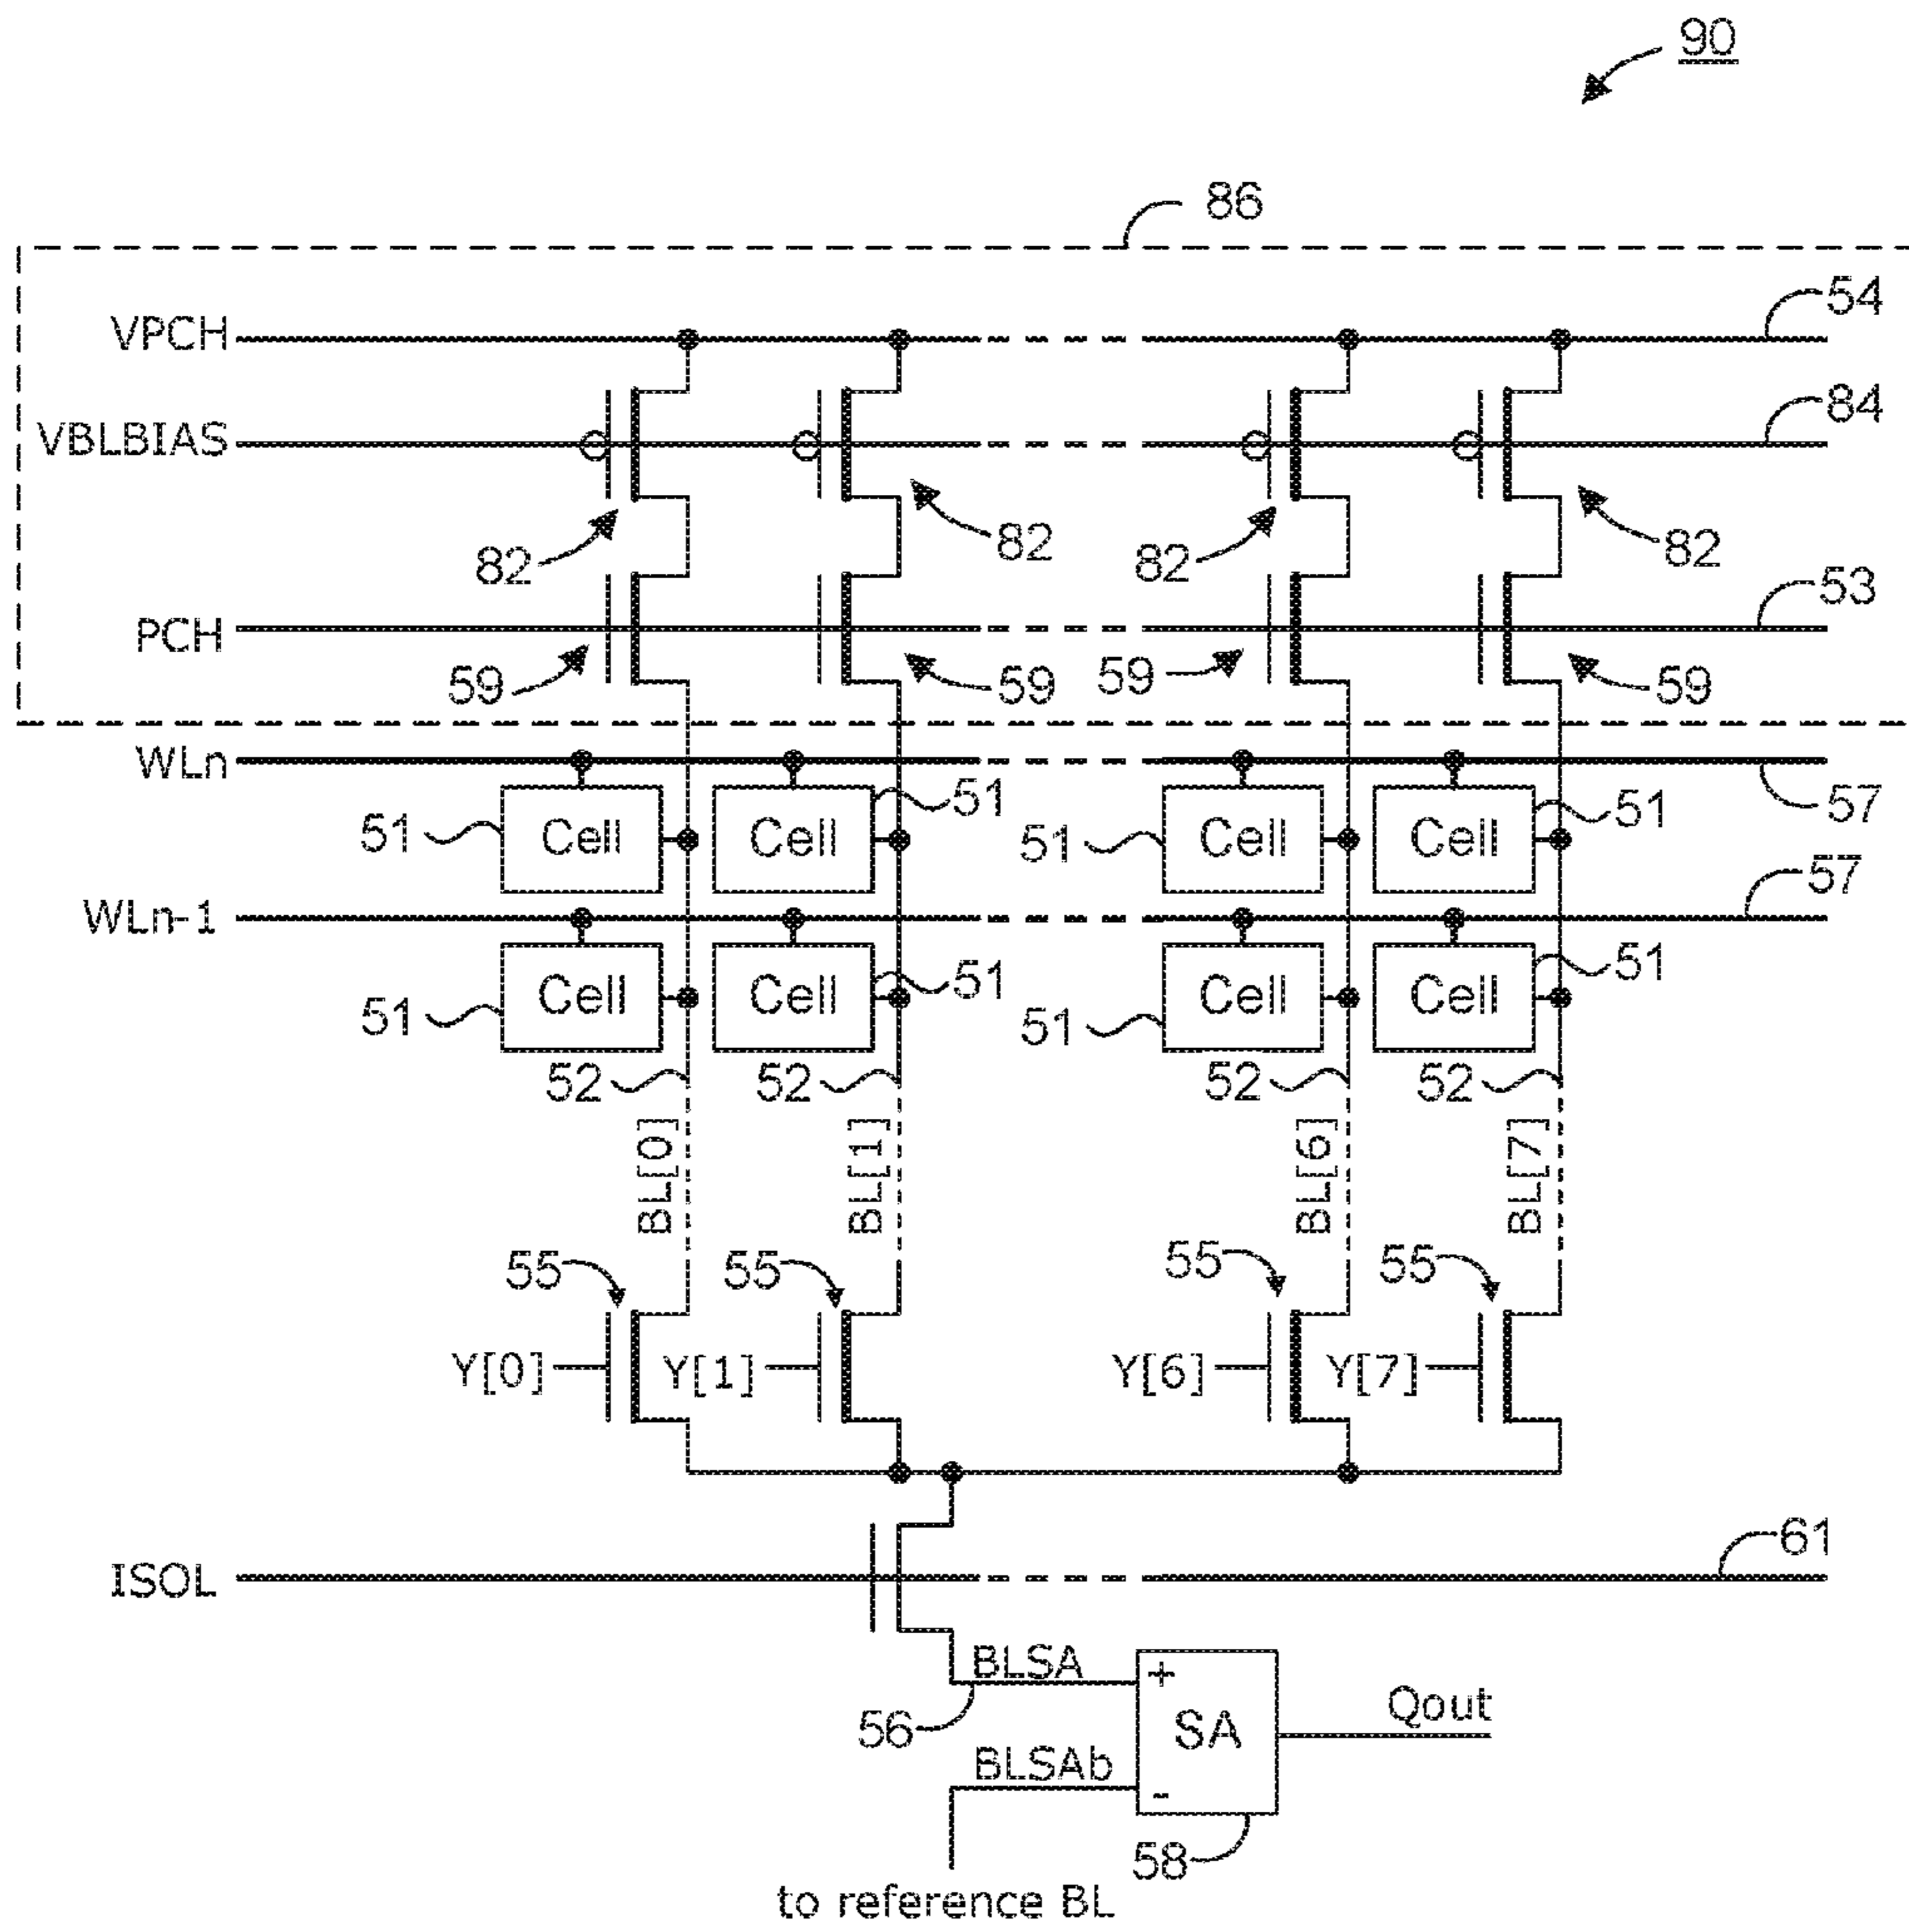 90
86
VPCH 54
VBLBIAS 84
82 82 82 82
PCH 53
59 59 59 59
WLn 57
51 Cell Cell 51 51 Cell Cell 51
WLn-1 57
51 Cell Cell 51 51 Cell Cell 51
52 52 52 52
BL[0] BL[1] BL[6] BL[7]
55 55 55 55
Y[0] Y[1] Y[6] Y[7]
ISOL 61
BLSA + SA Qout
56
BLSAb -
58
to reference BL